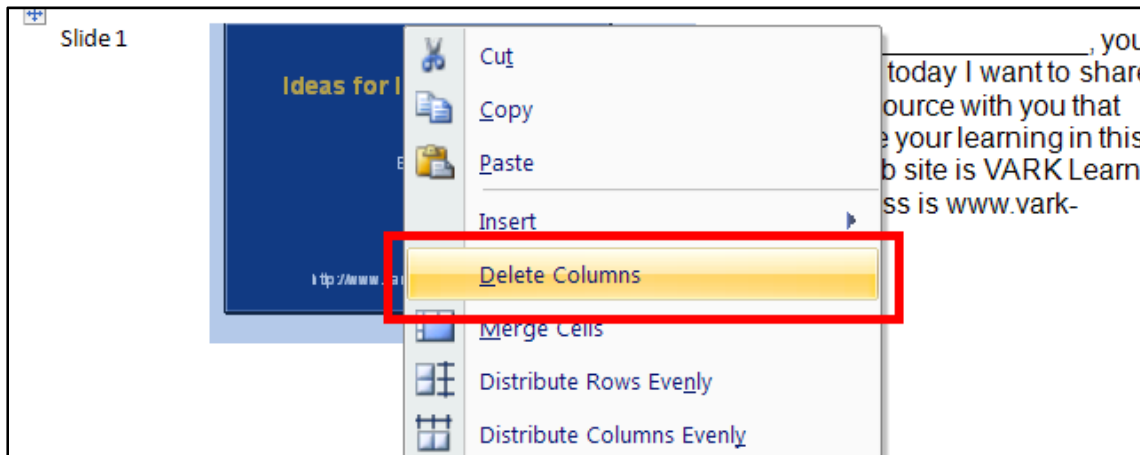 Slide 1
Ideas for
Cut
Copy
Paste
Insert
Delete Columns
Merge Cells
Distribute Rows Evenly
Distribute Columns Evenly
http://www.
, you
today I want to share
ource with you that
your learning in this
site is VARK Learn
ss is www.vark-